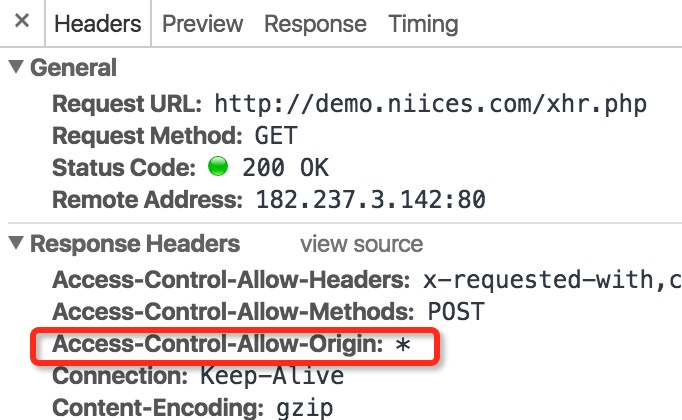 × Headers Preview Response Timing
▼ General
Request URL: http://demo.niices.com/xhr.php
Request Method: GET
Status Code: 200 OK
Remote Address: 182.237.3.142:80
▼ Response Headers view source
Access-Control-Allow-Headers: x-requested-with,c
Access-Control-Allow-Methods: POST
Access-Control-Allow-Origin: *
Connection: Keep-Alive
Content-Encoding: gzip